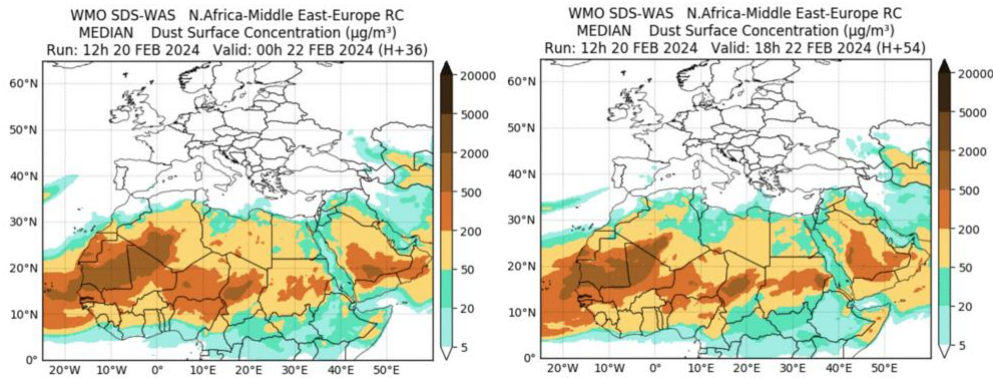 WMO SDS-WAS N.Africa-Middle East-Europe RC
MEDIAN Dust Surface Concentration (µg/m³)
Run: 12h 20 FEB 2024 Valid: 00h 22 FEB 2024 (H+36)
60°N
50°N
40°N
30°N
20°N
10°N
0°
20°W
10°W
0°
10°E
20°E
30°E
40°E
50°E
20000
5000
2000
500
200
50
20
5
WMO SDS-WAS N.Africa-Middle East-Europe RC
MEDIAN Dust Surface Concentration (µg/m³)
Run: 12h 20 FEB 2024 Valid: 18h 22 FEB 2024 (H+54)
60°N
50°N
40°N
30°N
20°N
10°N
0°
20°W
10°W
0°
10°E
20°E
30°E
40°E
50°E
20000
5000
2000
500
200
50
20
5